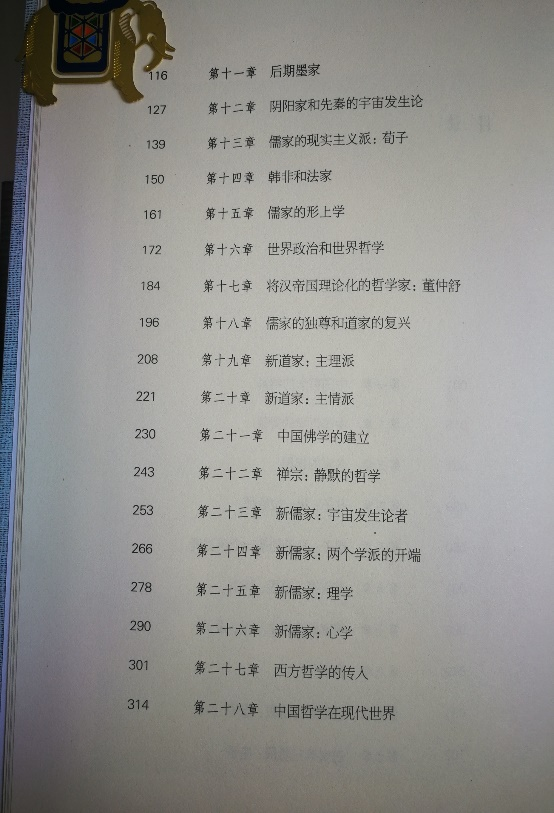 116 第十一章 后期墨家
127 第十二章 阴阳家和先秦的宇宙发生论
139 第十三章 儒家的现实主义派：荀子
150 第十四章 韩非和法家
161 第十五章 儒家的形上学
172 第十六章 世界政治和世界哲学
184 第十七章 将汉帝国理论化的哲学家：董仲舒
196 第十八章 儒家的独尊和道家的复兴
208 第十九章 新道家：主理派
221 第二十章 新道家：主情派
230 第二十一章 中国佛学的建立
243 第二十二章 禅宗：静默的哲学
253 第二十三章 新儒家：宇宙发生论者
266 第二十四章 新儒家：两个学派的开端
278 第二十五章 新儒家：理学
290 第二十六章 新儒家：心学
301 第二十七章 西方哲学的传入
314 第二十八章 中国哲学在现代世界